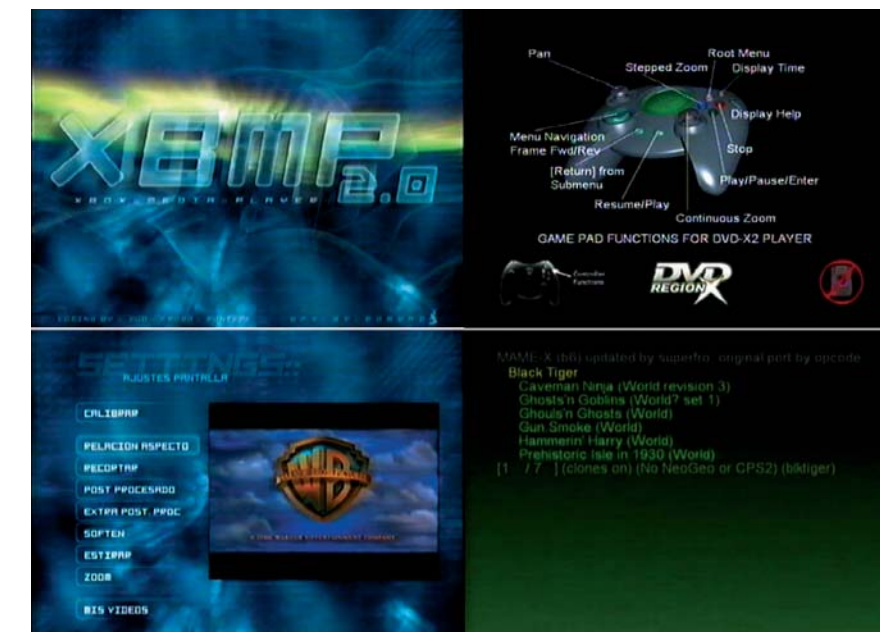 XBMP
2.0
XBOX-MEDIA-PLAYER
Pan
Root Menu
Stepped Zoom
Display Time
Display Help
Menu Navigation
Frame Fwd/Rev
Stop
[Return] from
Submenu
Play/Pause/Enter
Resume/Play
Continuous Zoom
GAME PAD FUNCTIONS FOR DVD-X2 PLAYER
Controller
Functions
DVD
REGION X
SETTINGS::
AJUSTES PANTALLA
CALIBRAR
RELACION ASPECTO
RECORTAR
POST PROCESADO
EXTRA POST. PROC
SOFTEN
ESTIRAR
ZOOM
MIS VIDEOS
WB
A TIME WARNER ENTERTAINMENT COMPANY
MAME-X (b6) updated by superfro original port by opcode
Black Tiger
Caveman Ninja (World revision 3)
Ghosts'n Goblins (World? set 1)
Ghouls'n Ghosts (World)
Gun.Smoke (World)
Hammerin' Harry (World)
Prehistoric Isle in 1930 (World)
[1 / 7 ] (clones on) (No NeoGeo or CPS2) (blktiger)